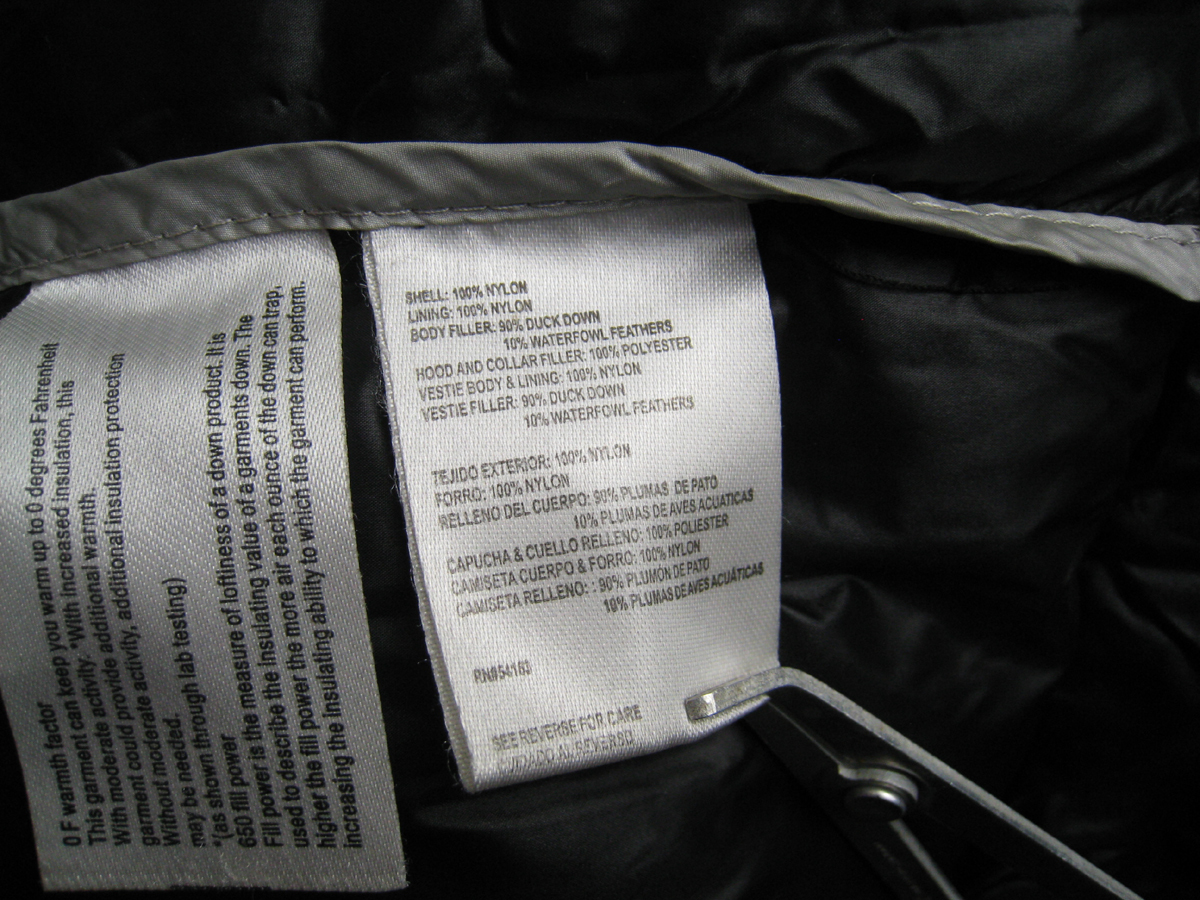 0 F warmth factor
This garment can keep you warm up to 0 degrees Fahrenheit
With moderate activity. *With increased insulation, this
garment could provide additional warmth.
Without moderate activity, additional insulation protection
may be needed.
*(as shown through lab testing)
650 fill power
Fill power is the measure of loftiness of a down product. It is
used to describe the insulating value of a garments down. The
higher the fill power the more air each ounce of the down can trap,
increasing the insulating ability to which the garment can perform.
SHELL: 100% NYLON
LINING: 100% NYLON
BODY FILLER: 90% DUCK DOWN
10% WATERFOWL FEATHERS
HOOD AND COLLAR FILLER: 100% POLYESTER
VESTIE BODY & LINING: 100% NYLON
VESTIE FILLER: 90% DUCK DOWN
10% WATERFOWL FEATHERS
TEJIDO EXTERIOR: 100% NYLON
FORRO: 100% NYLON
RELLENO DEL CUERPO: 90% PLUMAS DE PATO
10% PLUMAS DE AVES ACUATICAS
CAPUCHA & CUELLO RELLENO: 100% POLIESTER
CAMISETA CUERPO & FORRO: 100% NYLON
CAMISETA RELLENO: : 90% PLUMÓN DE PATO
10% PLUMAS DE AVES ACUÁTICAS
SEE REVERSE FOR CARE
AL REVERSO